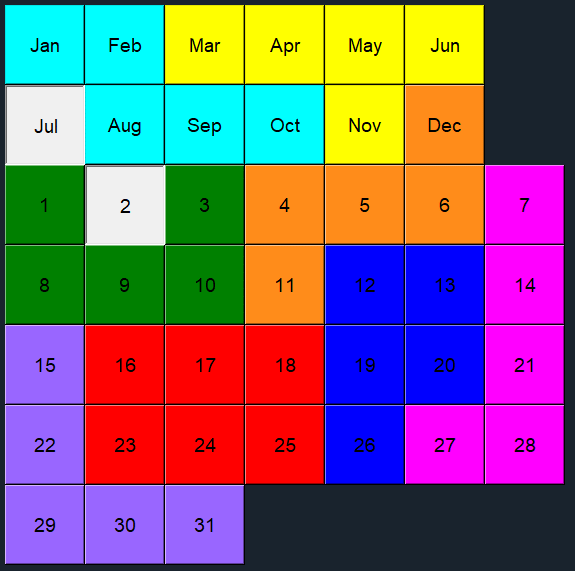 Jan Feb Mar Apr May Jun
Jul Aug Sep Oct Nov Dec
1 2 3 4 5 6 7
8 9 10 11 12 13 14
15 16 17 18 19 20 21
22 23 24 25 26 27 28
29 30 31